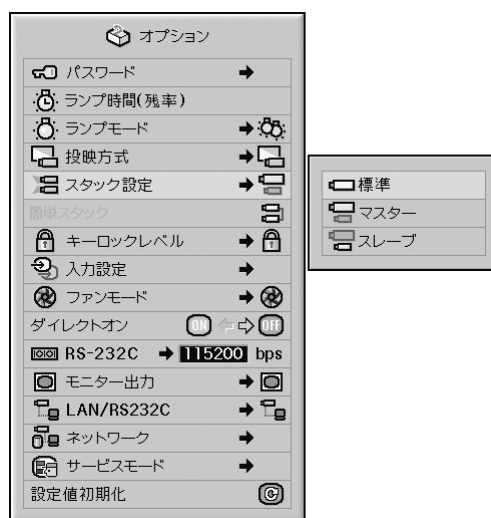 オプション
パスワード
ランプ時間(残率)
ランプモード
投映方式
スタック設定
簡単スタック
キーロックレベル
入力設定
ファンモード
ダイレクトオン ON OFF
RS-232C 115200 bps
モニター出力
LAN/RS232C
ネットワーク
サービスモード
設定値初期化
標準
マスター
スレーブ